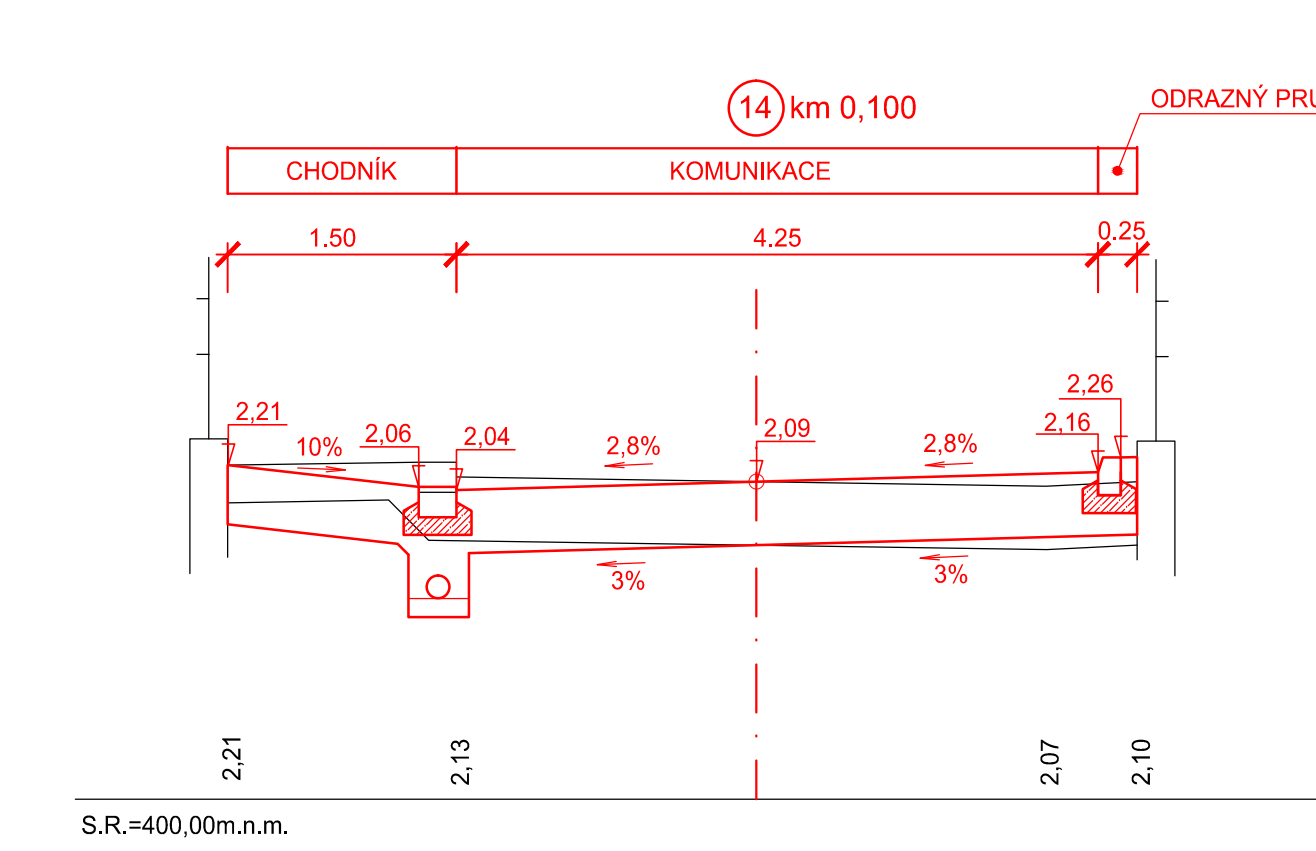 14 km 0,100
ODRAZNÝ
CHODNÍK KOMUNIKACE
1.50 4.25 0.25
2,26
2,21 2,16
10% 2,06 2,04 2,8% 2,09 2,8%
3% 3%
2,21 2,13 2,07 2,10
S.R.=400,00m.n.m.